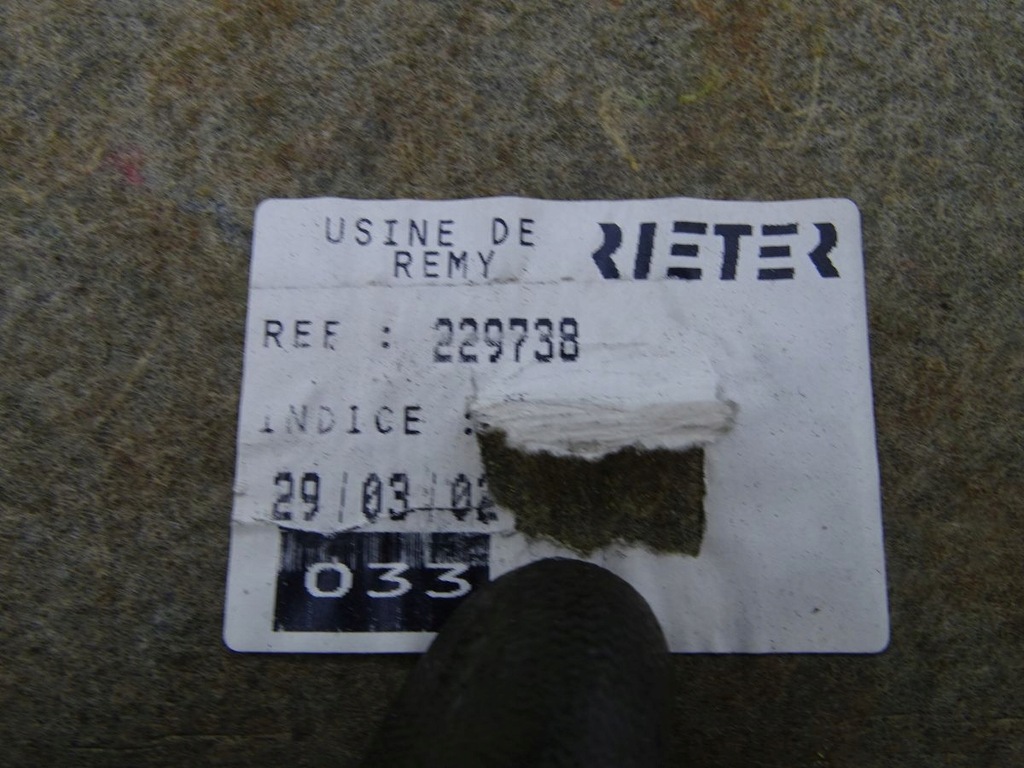 USINE DE RIETER
REMY
REF : 229738
INDICE :
29/03/02
033